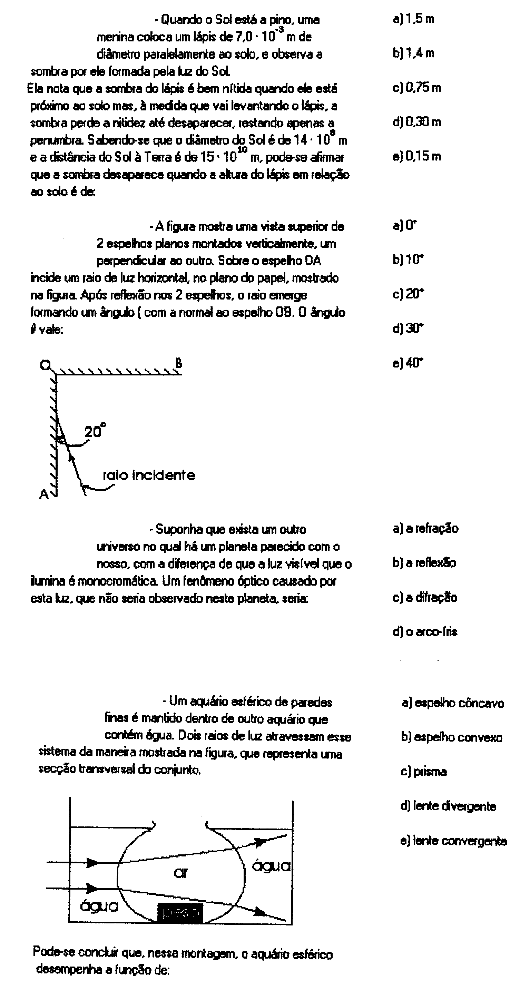 - Quando o Sol está a pino, uma
menina coloca um lápis de 7,0 · 10⁻³ m de
diâmetro paralelamente ao solo, e observa a
sombra por ele formada pela luz do Sol.
Ela nota que a sombra do lápis é bem nítida quando ele está
próximo ao solo mas, à medida que vai levantando o lápis, a
sombra perde a nitidez até desaparecer, restando apenas a
penumbra. Sabendo-se que o diâmetro do Sol é de 14 · 10⁸ m
e a distância do Sol à Terra é de 15 · 10¹⁰ m, pode-se afirmar
que a sombra desaparece quando a altura do lápis em relação
ao solo é de:
a) 1,5 m
b) 1,4 m
c) 0,75 m
d) 0,30 m
e) 0,15 m
- A figura mostra uma vista superior de
2 espelhos planos montados verticalmente, um
perpendicular ao outro. Sobre o espelho OA
incide um raio de luz horizontal, no plano do papel, mostrado
na figura. Após reflexão nos 2 espelhos, o raio emerge
formando um ângulo ( com a normal ao espelho OB. O ângulo
vale:
a) 0°
b) 10°
c) 20°
d) 30°
e) 40°
O
B
20°
raio incidente
A
- Suponha que exista um outro
universo no qual há um planeta parecido com o
nosso, com a diferença de que a luz visível que o
ilumina é monocromática. Um fenômeno óptico causado por
esta luz, que não seria observado neste planeta, seria:
a) a refração
b) a reflexão
c) a difração
d) o arco-íris
- Um aquário esférico de paredes
finas é mantido dentro de outro aquário que
contém água. Dois raios de luz atravessam esse
sistema da maneira mostrada na figura, que representa uma
secção transversal do conjunto.
a) espelho côncavo
b) espelho convexo
c) prisma
d) lente divergente
e) lente convergente
ar
água
água
Pode-se concluir que, nessa montagem, o aquário esférico
desempenha a função de: